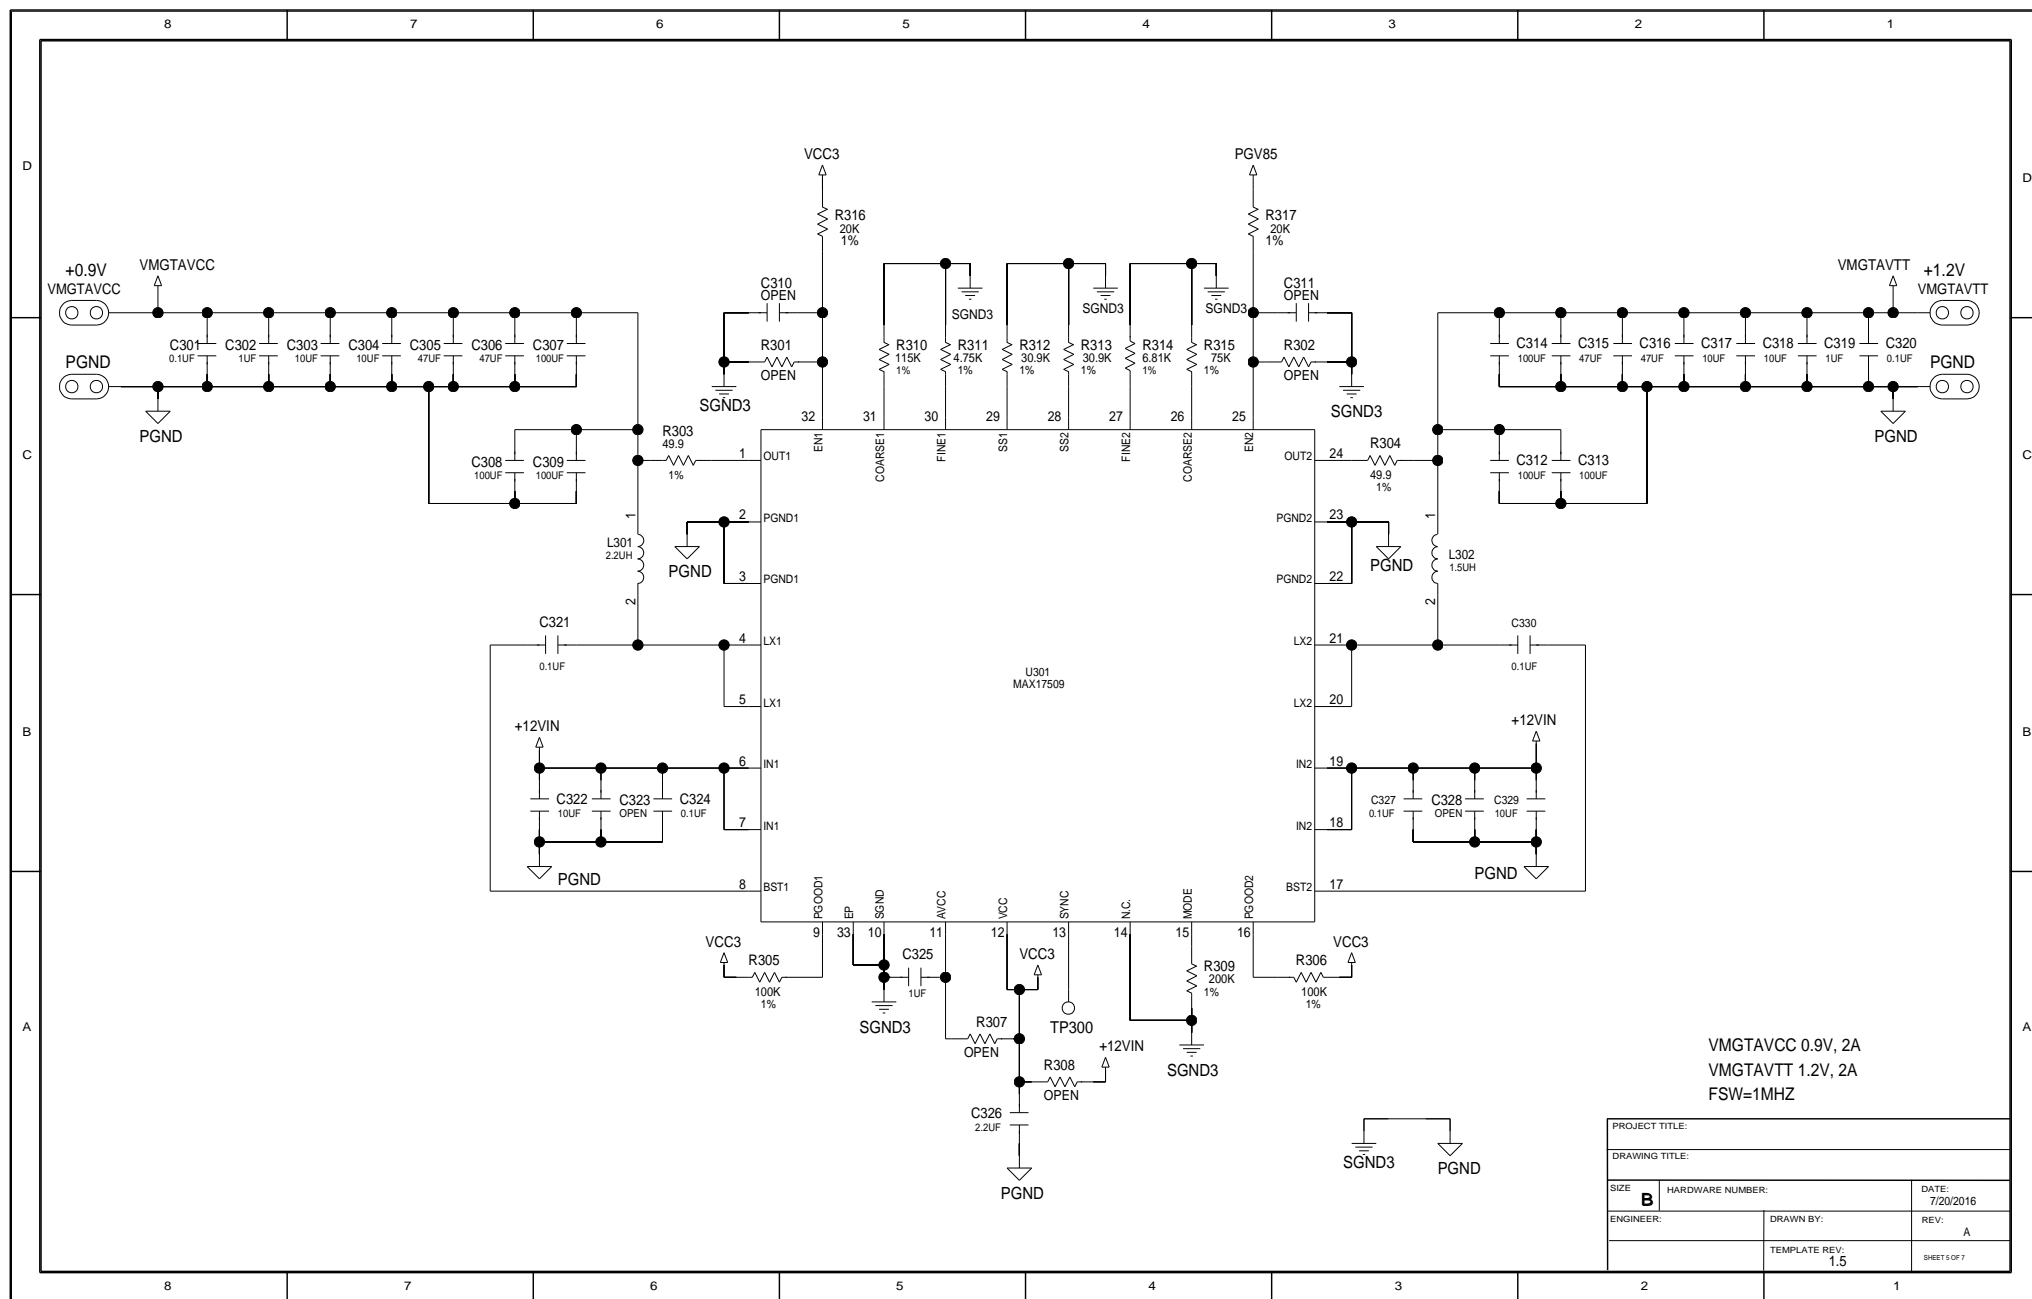 8 7 6 5 4 3 2 1
D
D
C
C
B
B
A
A
VCC3
R316
20K
1%
PGV85
R317
20K
1%
+0.9V
VMGTAVCC
VMGTAVCC
PGND
PGND
C301
0.1UF
C302
1UF
C303
10UF
C304
10UF
C305
47UF
C306
47UF
C307
100UF
C308
100UF
C309
100UF
C310
OPEN
R301
OPEN
SGND3
R310
115K
1%
R311
4.75K
1%
SGND3
R312
30.9K
1%
R313
30.9K
1%
SGND3
R314
6.81K
1%
R315
75K
1%
SGND3
C311
OPEN
R302
OPEN
SGND3
VMGTAVTT
+1.2V
VMGTAVTT
PGND
PGND
C314
100UF
C315
47UF
C316
47UF
C317
10UF
C318
10UF
C319
1UF
C320
0.1UF
C312
100UF
C313
100UF
32 31 30 29 28 27 26 25
EN1
COARSE1
FINE1
SS1
SS2
FINE2
COARSE2
EN2
R303
49.9
1%
1 OUT1
2 PGND1
3 PGND1
4 LX1
5 LX1
6 IN1
7 IN1
8 BST1
PGND
L301
2.2UH
1
2
C321
0.1UF
+12VIN
C322
10UF
C323
OPEN
C324
0.1UF
PGND
U301
MAX17509
OUT2 24
PGND2 23
PGND2 22
LX2 21
LX2 20
IN2 19
IN2 18
BST2 17
R304
49.9
1%
PGND
L302
1.5UH
1
2
C330
0.1UF
+12VIN
C327
0.1UF
C328
OPEN
C329
10UF
PGND
PGOOD1
EP
SGND
AVCC
VCC
SYNC
N.C.
MODE
PGOOD2
9 33 10 11 12 13 14 15 16
VCC3
R305
100K
1%
C325
1UF
SGND3
VCC3
R307
OPEN
TP300
R308
OPEN
+12VIN
C326
2.2UF
PGND
R309
200K
1%
SGND3
R306
100K
1%
VCC3
SGND3
PGND
VMGTAVCC 0.9V, 2A
VMGTAVTT 1.2V, 2A
FSW=1MHZ
PROJECT TITLE:
DRAWING TITLE:
SIZE
B
HARDWARE NUMBER:
DATE:
7/20/2016
ENGINEER:
DRAWN BY:
REV:
A
TEMPLATE REV:
1.5
SHEET 5 OF 7
8 7 6 5 4 3 2 1